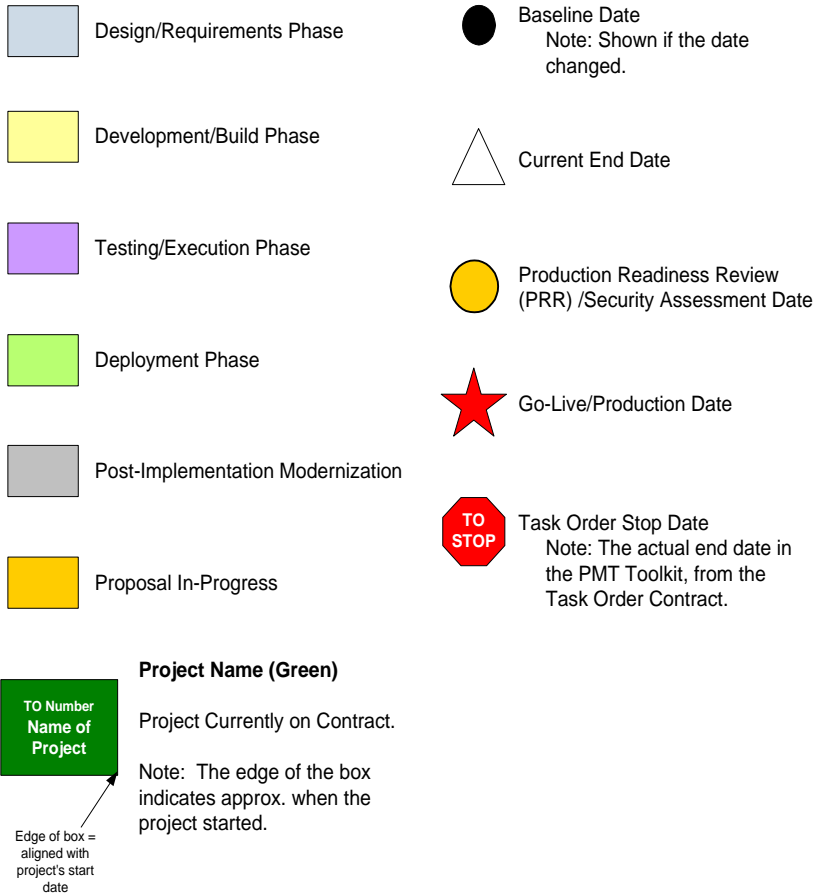 Design/Requirements Phase
Development/Build Phase
Testing/Execution Phase
Deployment Phase
Post-Implementation Modernization
Proposal In-Progress
TO Number
Name of
Project
Edge of box =
aligned with
project's start
date
Project Name (Green)
Project Currently on Contract.
Note: The edge of the box
indicates approx. when the
project started.
Baseline Date
Note: Shown if the date
changed.
Current End Date
Production Readiness Review
(PRR) /Security Assessment Date
Go-Live/Production Date
TO
STOP
Task Order Stop Date
Note: The actual end date in
the PMT Toolkit, from the
Task Order Contract.